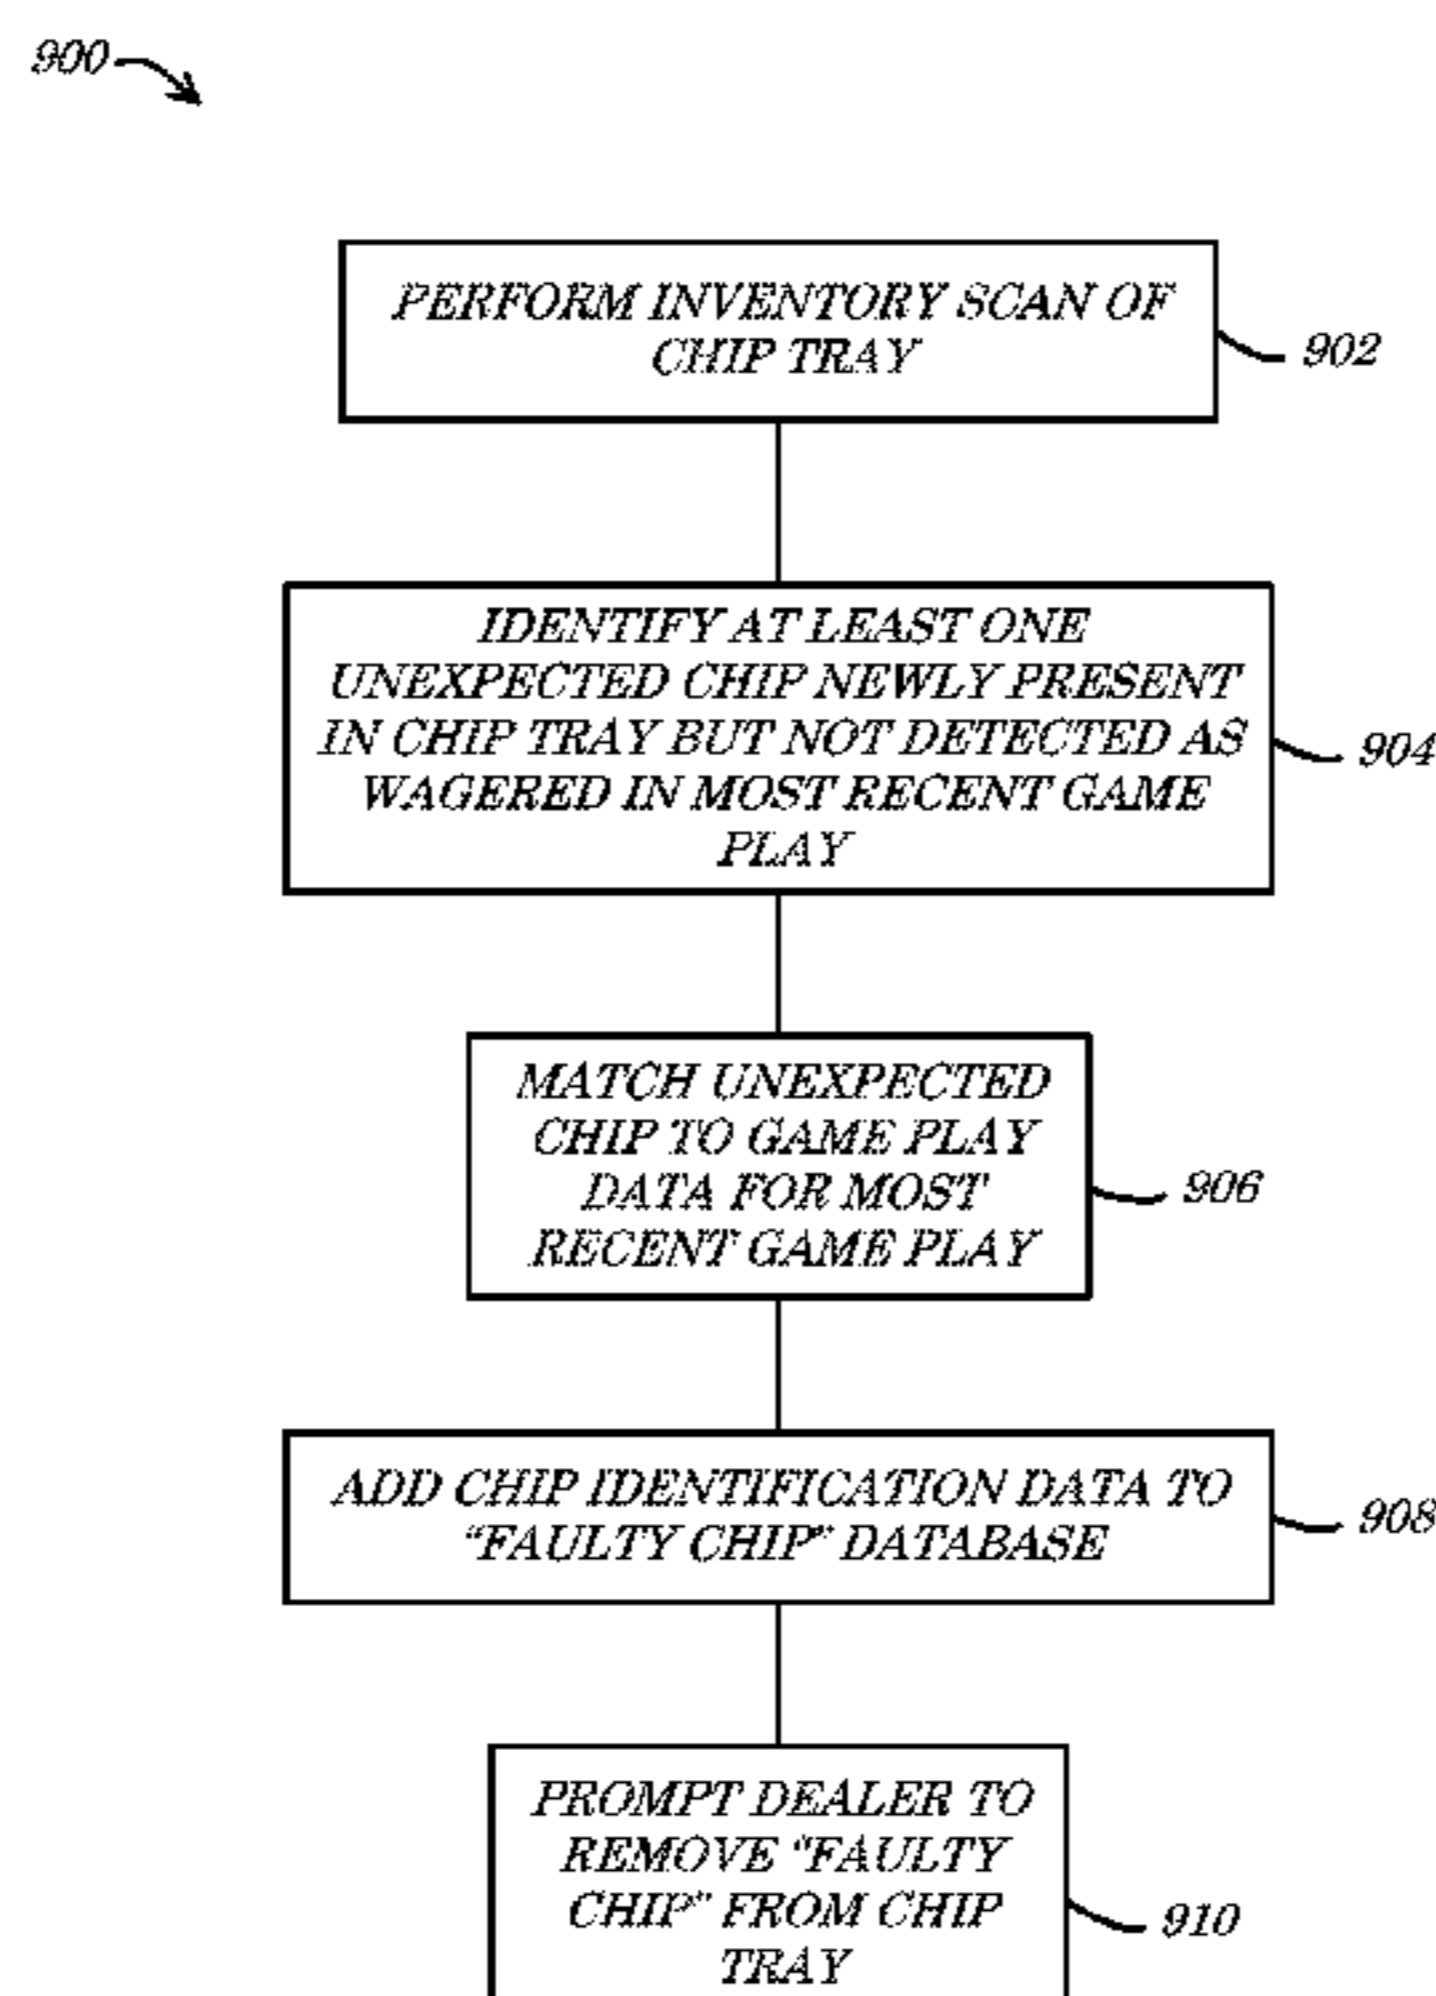 900
PERFORM INVENTORY SCAN OF
CHIP TRAY
902
IDENTIFY AT LEAST ONE
UNEXPECTED CHIP NEWLY PRESENT
IN CHIP TRAY BUT NOT DETECTED AS
WAGERED IN MOST RECENT GAME
PLAY
904
MATCH UNEXPECTED
CHIP TO GAME PLAY
DATA FOR MOST
RECENT GAME PLAY
906
ADD CHIP IDENTIFICATION DATA TO
“FAULTY CHIP” DATABASE
908
PROMPT DEALER TO
REMOVE “FAULTY
CHIP” FROM CHIP
TRAY
910